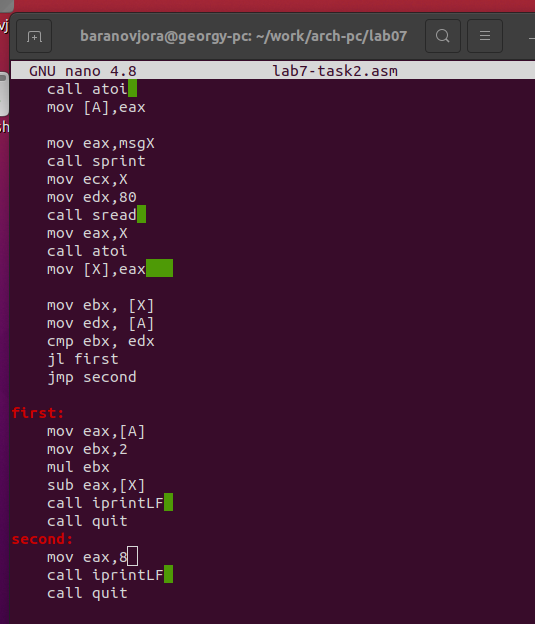 vj
baranovjora@georgy-pc: ~/work/arch-pc/lab07
sh
GNU nano 4.8 lab7-task2.asm
call atoi
mov [A],eax
mov eax,msgX
call sprint
mov ecx,X
mov edx,80
call sread
mov eax,X
call atoi
mov [X],eax
mov ebx, [X]
mov edx, [A]
cmp ebx, edx
jl first
jmp second
first:
mov eax,[A]
mov ebx,2
mul ebx
sub eax,[X]
call iprintLF
call quit
second:
mov eax,8
call iprintLF
call quit